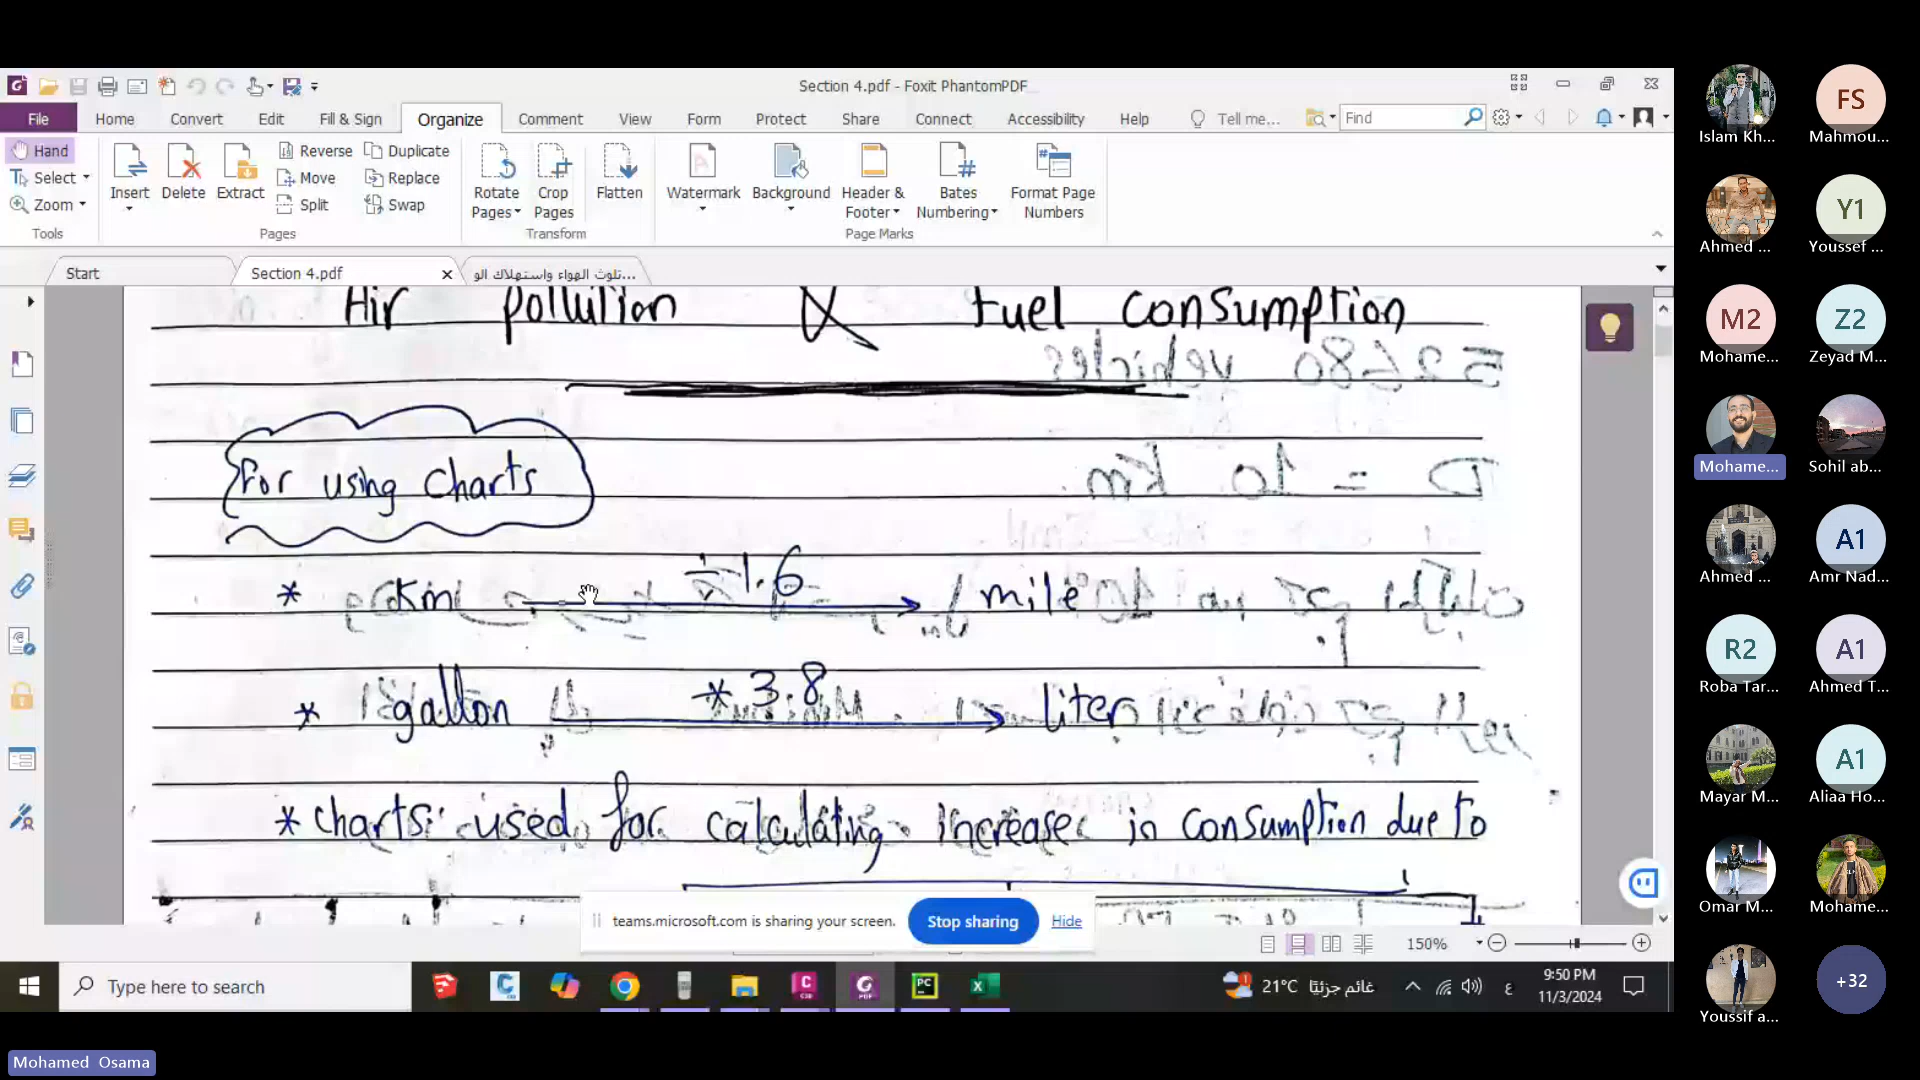 Section 4.pdf - Foxit PhantomPDF
File Home Convert Edit Fill & Sign Organize Comment View Form Protect Share Connect Accessibility Help Tell me... Find
Hand
Select
Zoom
Tools
Insert Delete Extract
Reverse Duplicate
Move Replace
Split Swap
Pages
Rotate Pages Crop Pages Flatten
Transform
Watermark Background Header & Footer Bates Numbering Format Page Numbers
Page Marks
Start Section 4.pdf تلوث الهواء واستهلاك الو...
Air pollution & fuel consumption
For using charts
* Km ÷1.6 mile
* gallon * 3.8 liter
* charts: used for calculating increase in consumption due to
teams.microsoft.com is sharing your screen. Stop sharing Hide
150%
Type here to search
21°C غائم جزئيًا
ع
9:50 PM
11/3/2024
Islam Kh... FS Mahmou...
Ahmed ... Y1 Youssef ...
M2 Mohame... Z2 Zeyad M...
Mohame... Sohil ab...
Ahmed ... A1 Amr Nad...
R2 Roba Tar... A1 Ahmed T...
Mayar M... A1 Aliaa Ho...
Omar M... Mohame...
Youssif a... +32
Mohamed Osama